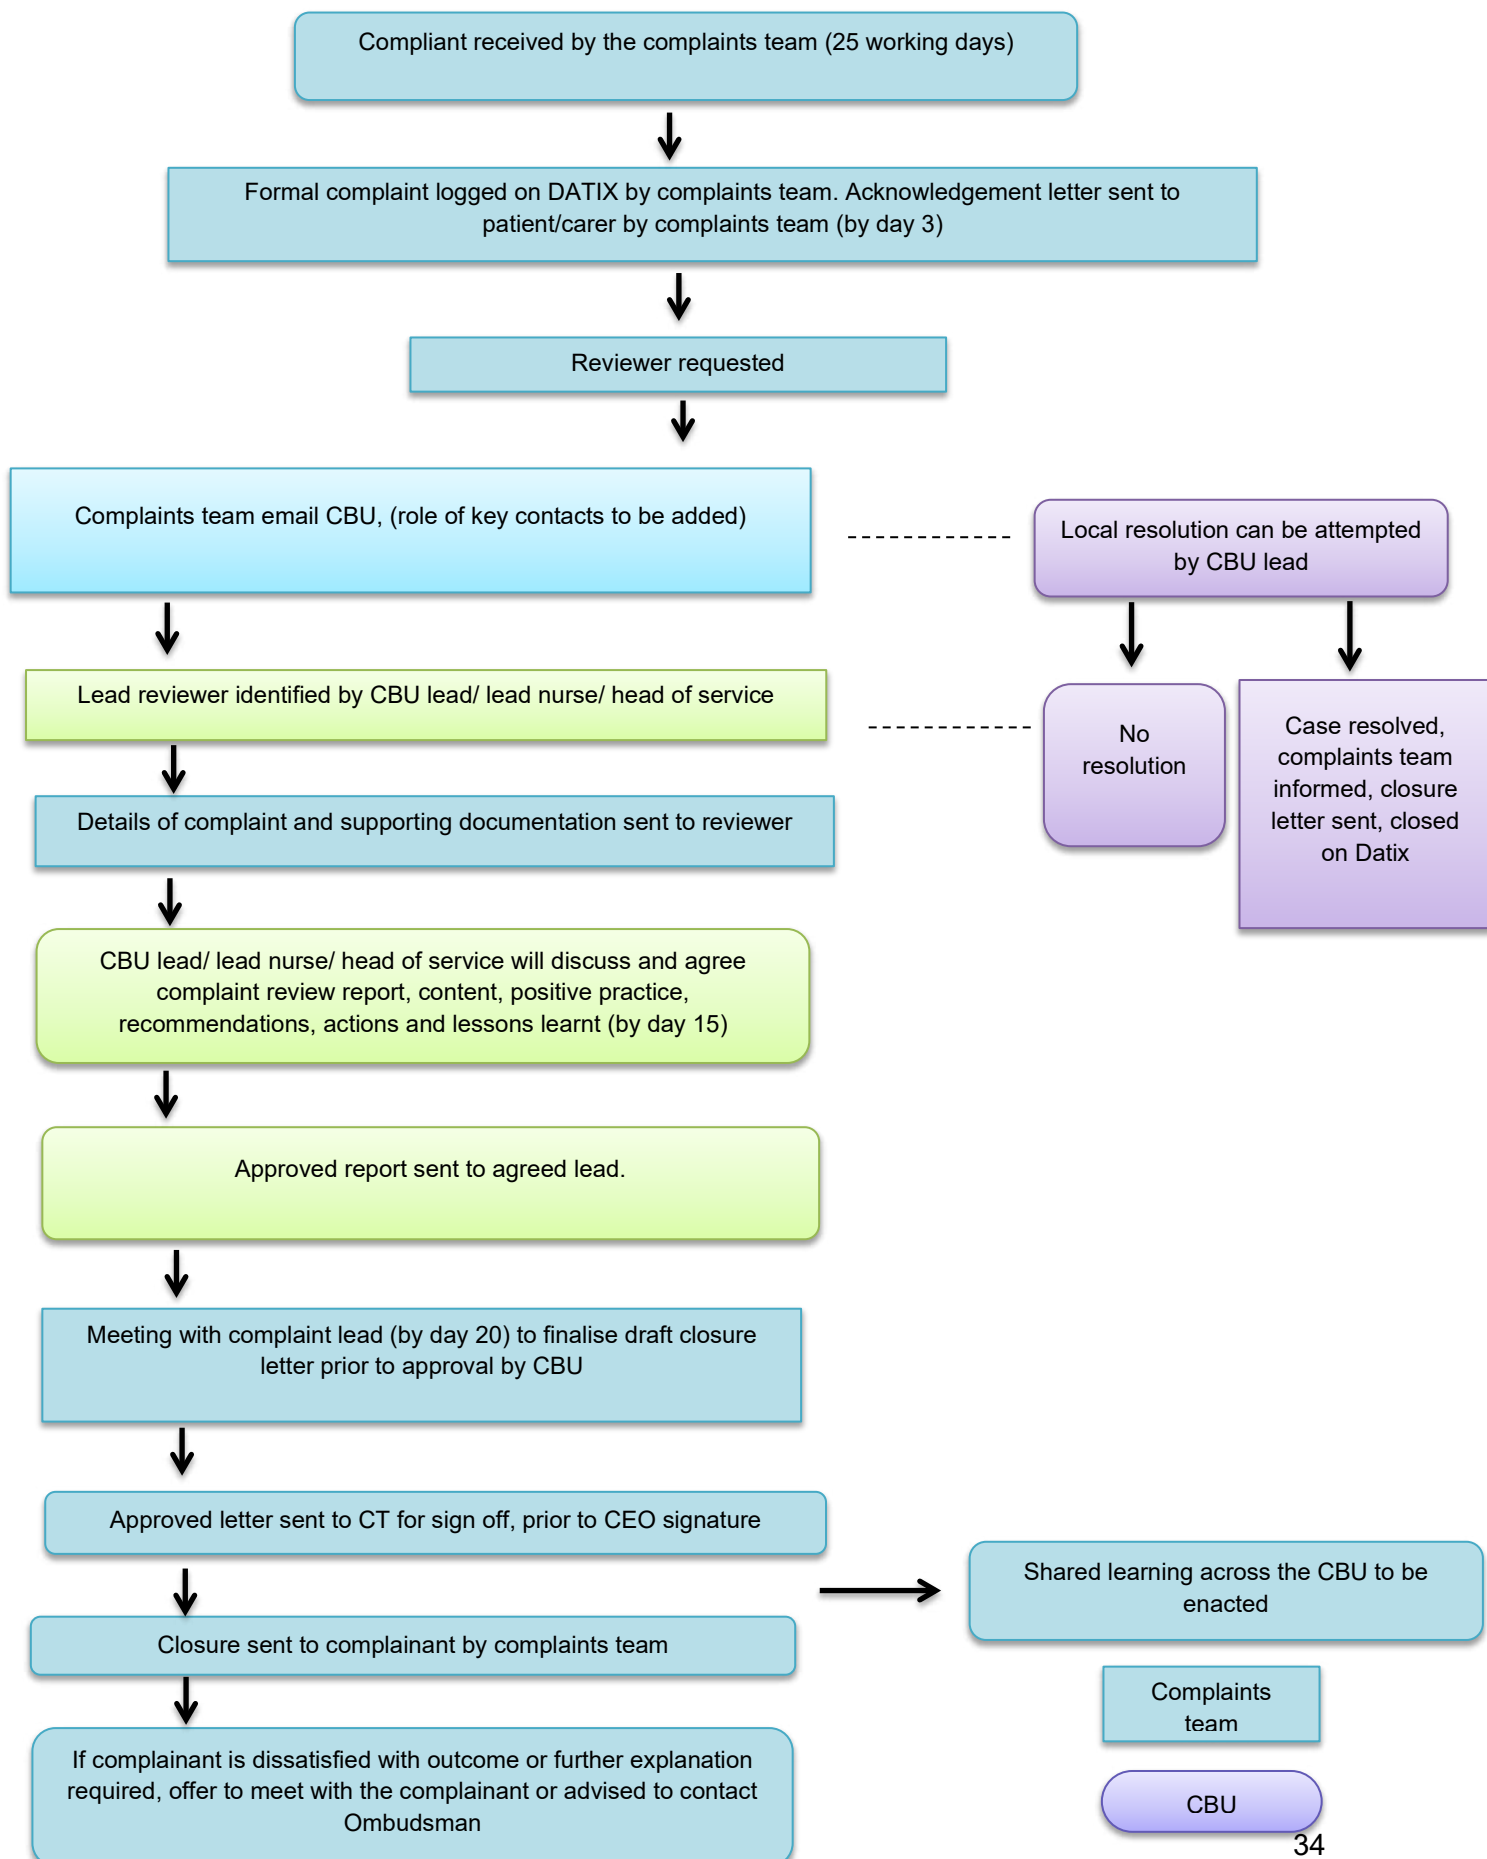 Compliant received by the complaints team (25 working days)
Formal complaint logged on DATIX by complaints team. Acknowledgement letter sent to
patient/carer by complaints team (by day 3)
Reviewer requested
Complaints team email CBU, (role of key contacts to be added)
Local resolution can be attempted
by CBU lead
Lead reviewer identified by CBU lead/ lead nurse/ head of service
No
resolution
Case resolved,
complaints team
informed, closure
letter sent, closed
on Datix
Details of complaint and supporting documentation sent to reviewer
CBU lead/ lead nurse/ head of service will discuss and agree
complaint review report, content, positive practice,
recommendations, actions and lessons learnt (by day 15)
Approved report sent to agreed lead.
Meeting with complaint lead (by day 20) to finalise draft closure
letter prior to approval by CBU
Approved letter sent to CT for sign off, prior to CEO signature
Shared learning across the CBU to be
enacted
Closure sent to complainant by complaints team
Complaints
team
If complainant is dissatisfied with outcome or further explanation
required, offer to meet with the complainant or advised to contact
Ombudsman
CBU
34